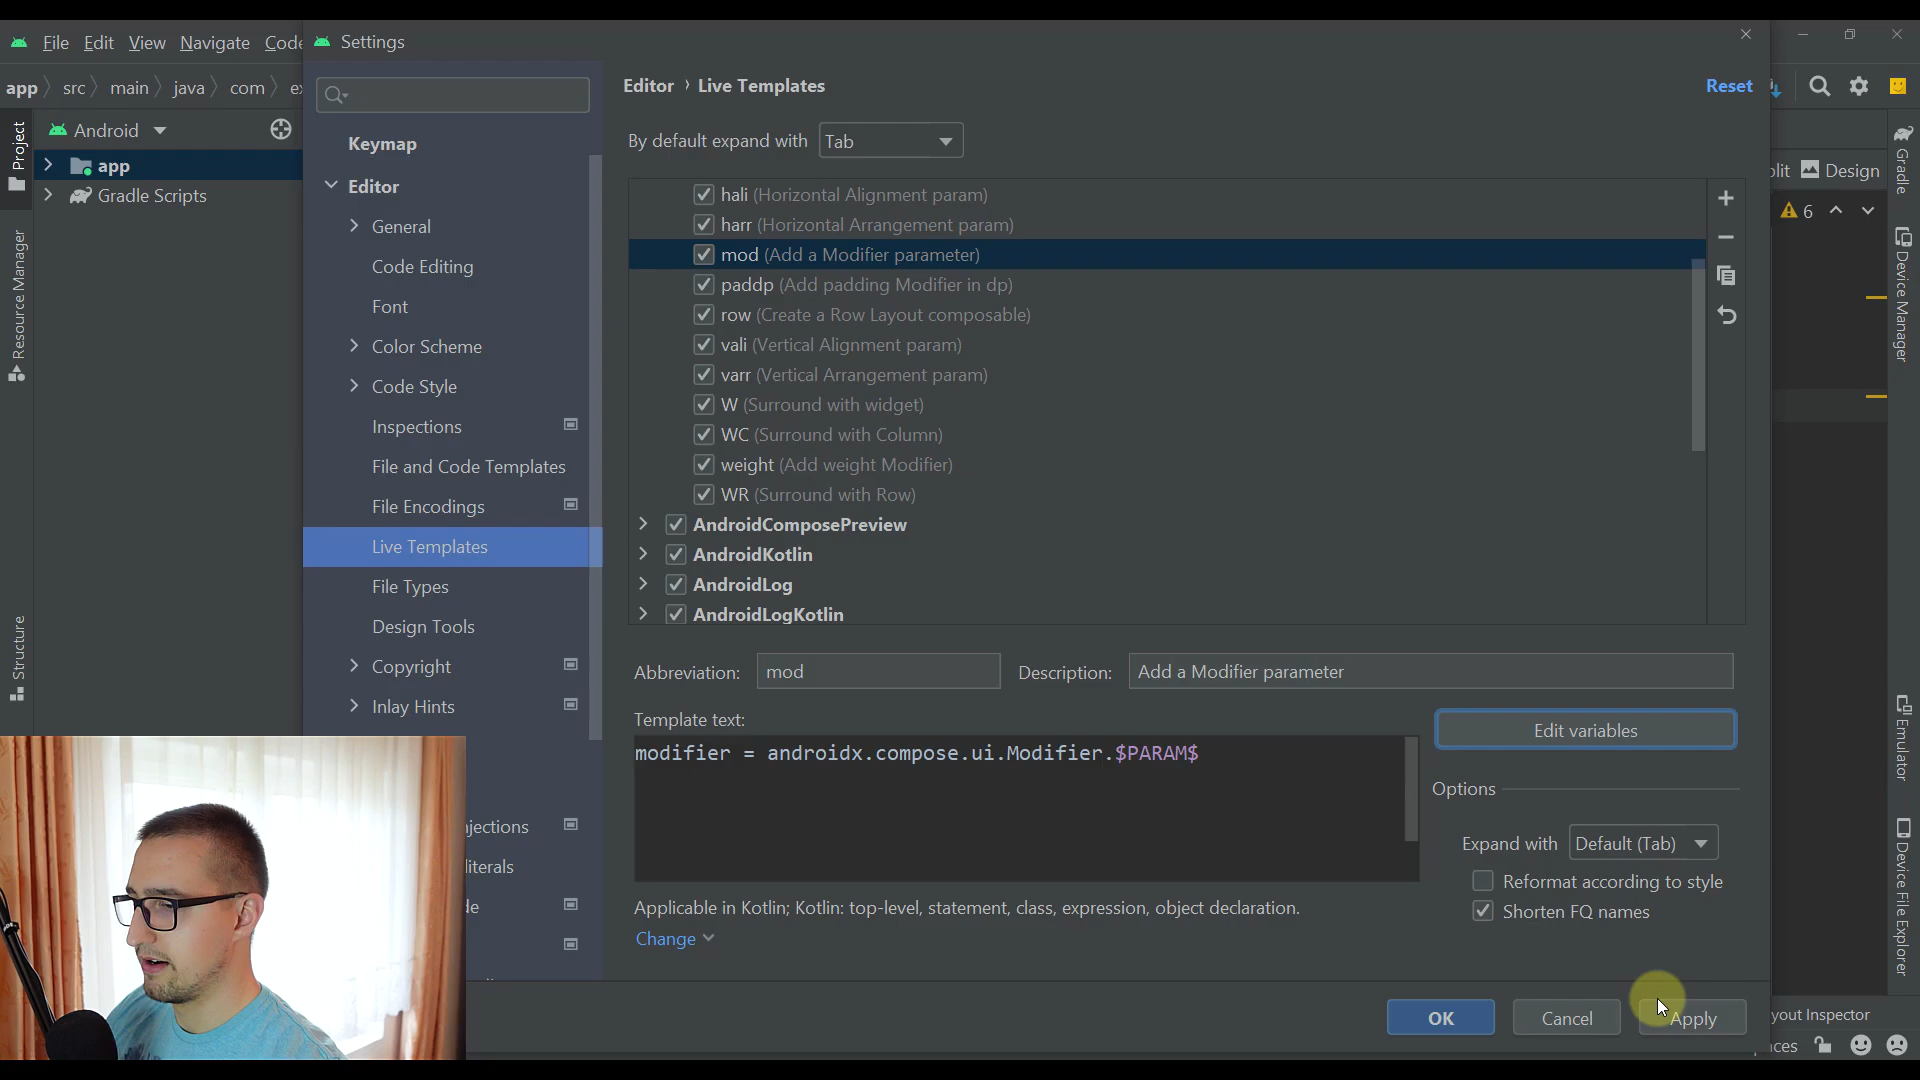 File Edit View Navigate Code
Settings
app src main java com
Android
app
Gradle Scripts
Project
Resource Manager
Structure
Keymap
Editor
General
Code Editing
Font
Color Scheme
Code Style
Inspections
File and Code Templates
File Encodings
Live Templates
File Types
Design Tools
Copyright
Inlay Hints
jections
literals
de
Editor › Live Templates
Reset
By default expand with Tab
hali (Horizontal Alignment param)
harr (Horizontal Arrangement param)
mod (Add a Modifier parameter)
paddp (Add padding Modifier in dp)
row (Create a Row Layout composable)
vali (Vertical Alignment param)
varr (Vertical Arrangement param)
W (Surround with widget)
WC (Surround with Column)
weight (Add weight Modifier)
WR (Surround with Row)
AndroidComposePreview
AndroidKotlin
AndroidLog
AndroidLogKotlin
Abbreviation: mod Description: Add a Modifier parameter
Template text:
modifier = androidx.compose.ui.Modifier.$PARAM$
Edit variables
Options
Expand with Default (Tab)
Reformat according to style
Shorten FQ names
Applicable in Kotlin; Kotlin: top-level, statement, class, expression, object declaration.
Change
OK Cancel Apply
plit Design
6
Gradle
Device Manager
Emulator
Device File Explorer
yout Inspector